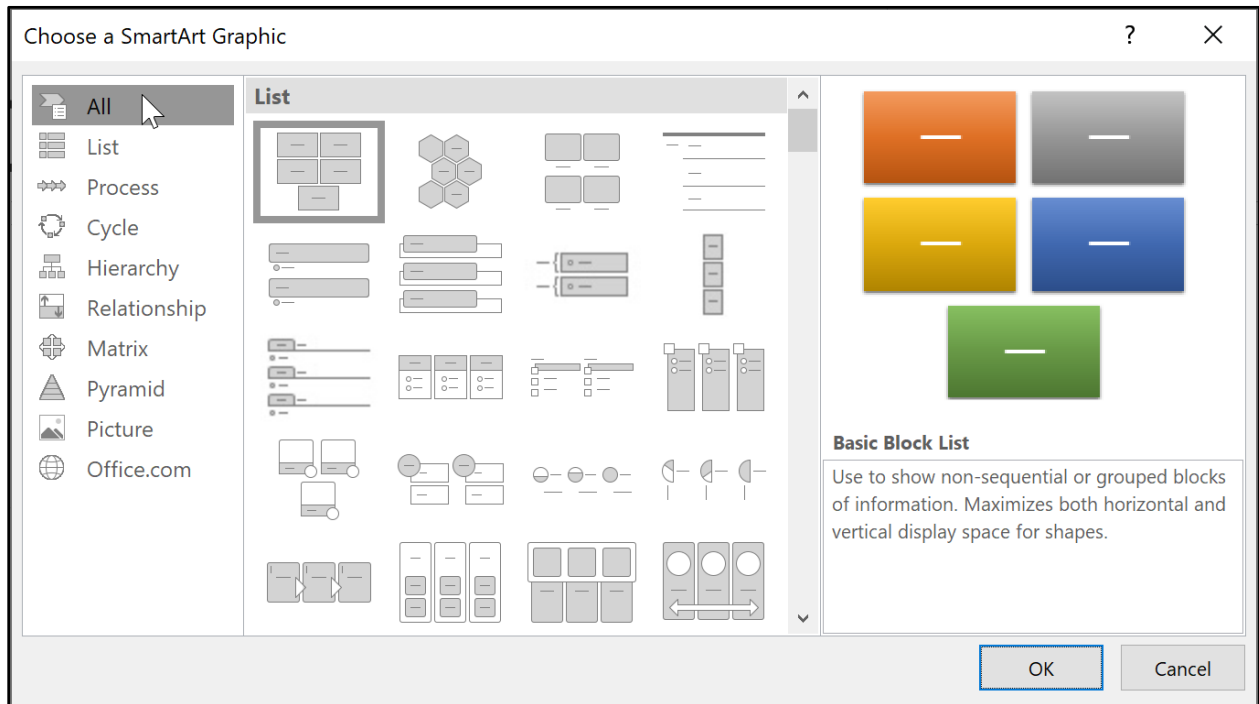 Choose a SmartArt Graphic
?
All
List
Process
Cycle
Hierarchy
Relationship
Matrix
Pyramid
Picture
Office.com
List
Basic Block List
Use to show non-sequential or grouped blocks
of information. Maximizes both horizontal and
vertical display space for shapes.
OK
Cancel